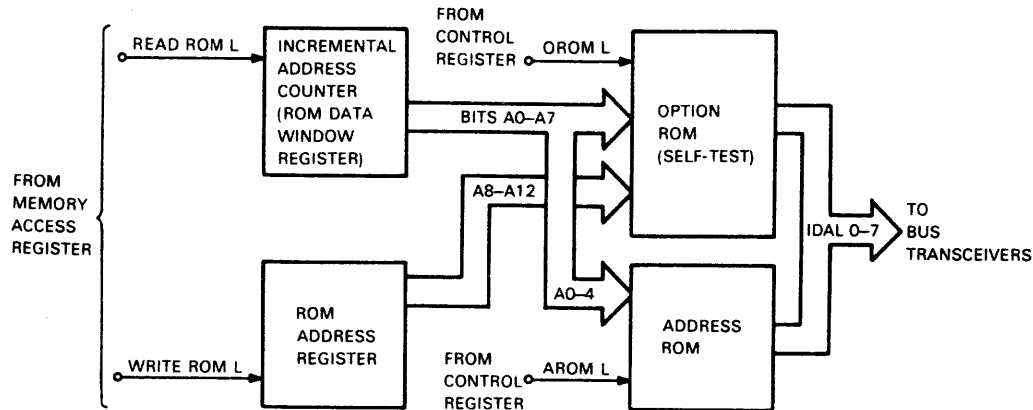 FROM
MEMORY
ACCESS
REGISTER
READ ROM L
WRITE ROM L
INCREMENTAL
ADDRESS
COUNTER
(ROM DATA
WINDOW
REGISTER)
ROM
ADDRESS
REGISTER
FROM
CONTROL
REGISTER
OROM L
BITS A0–A7
A8–A12
A0–4
FROM
CONTROL
REGISTER
AROM L
OPTION
ROM
(SELF-TEST)
ADDRESS
ROM
IDAL 0–7
TO
BUS
TRANSCEIVERS